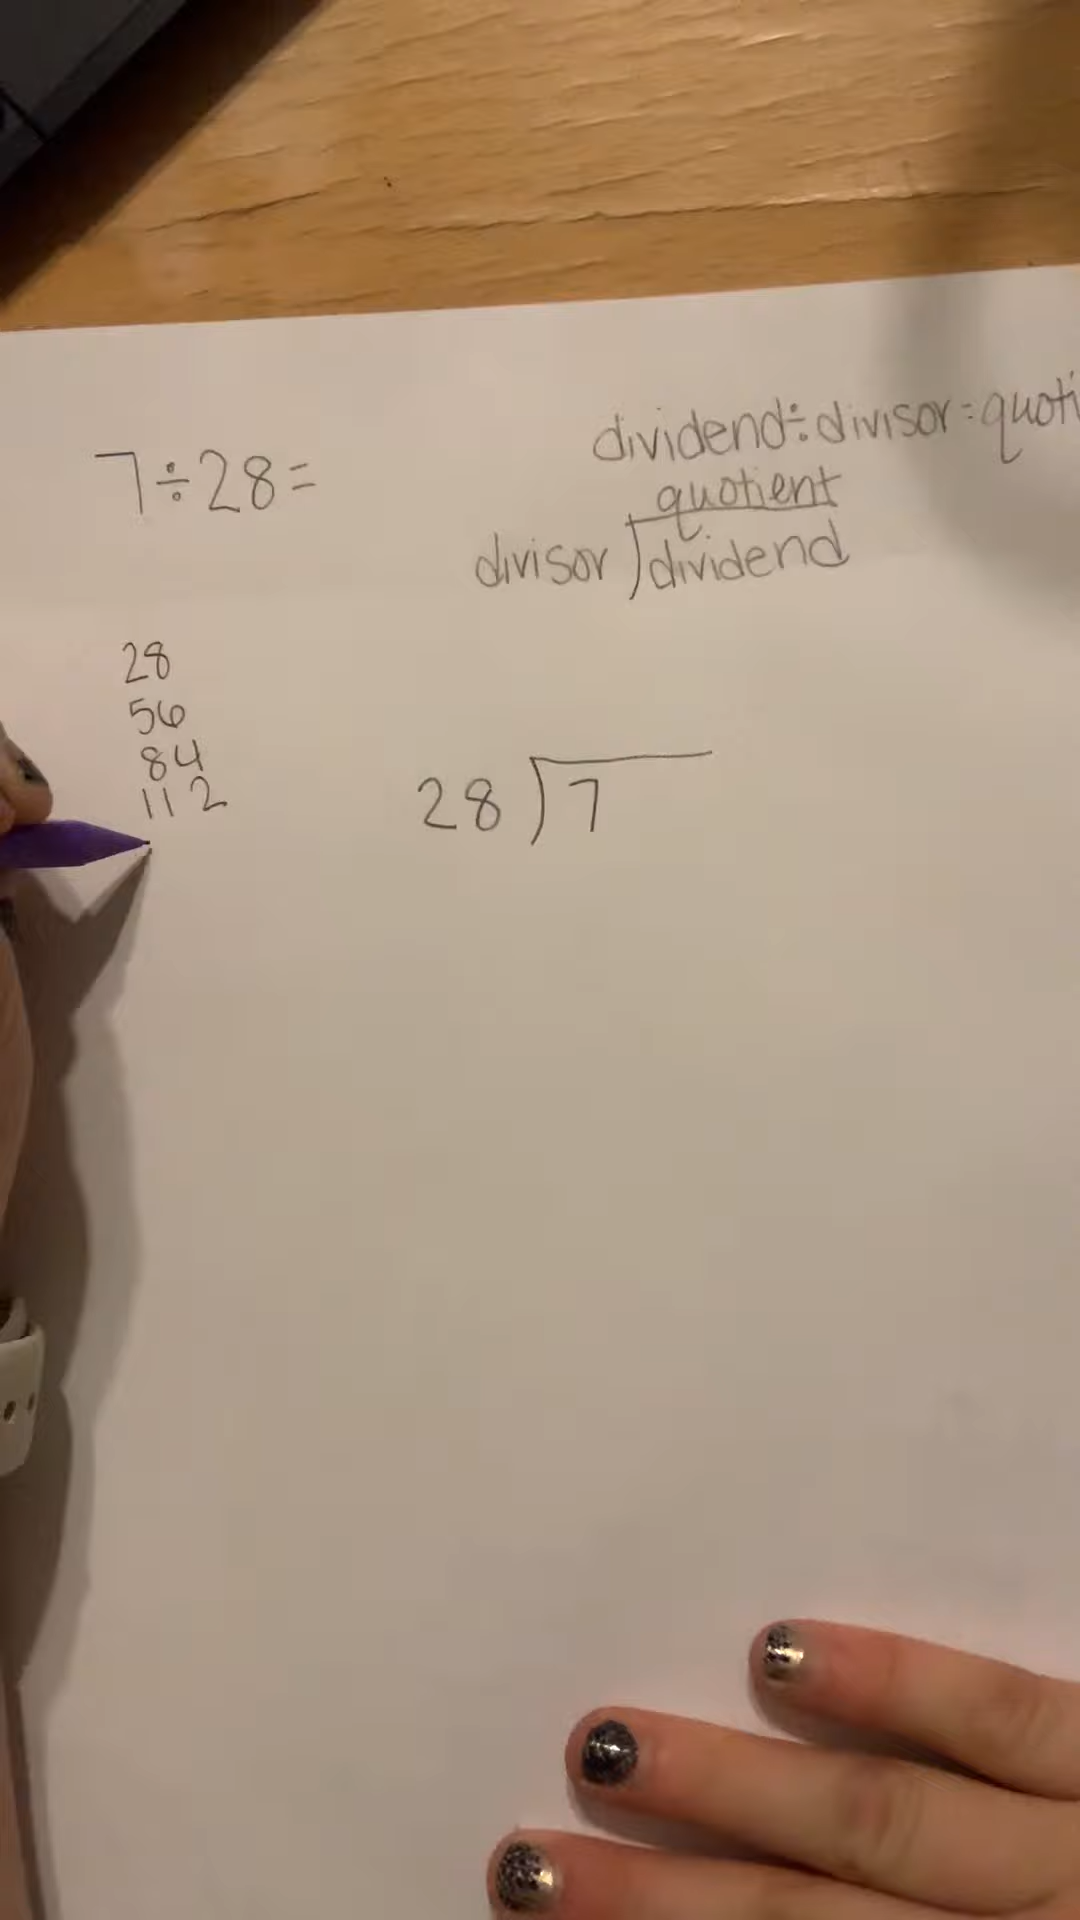 dividend÷divisor=quoti
7÷28=
quotient
divisor)dividend
28
56
84
112
28)7